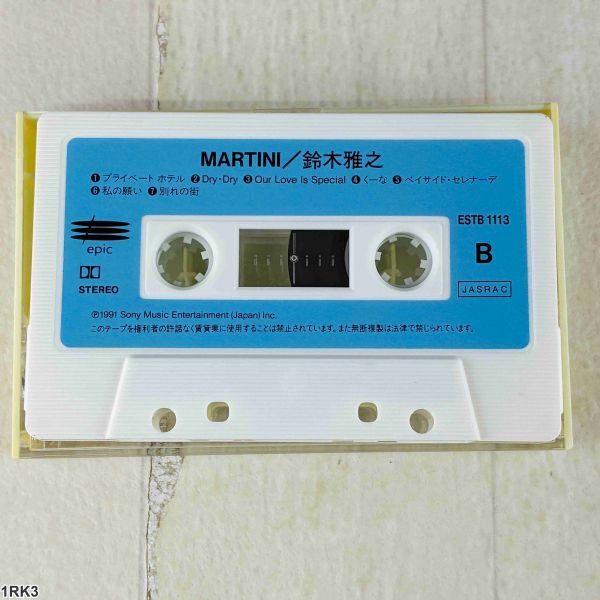 MARTINI／鈴木雅之
❶プライベート ホテル ❷Dry・Dry ❸Our Love Is Special ❹くーな ❺ベイサイド・セレナーデ
❻私の願い ❼別れの街
epic
ESTB 1113
B
STEREO
JASRAC
Ⓟ1991 Sony Music Entertainment (Japan) Inc.
このテープを権利者の許諾なく賃貸業に使用することは禁止されています。また無断複製は法律で禁じられています。
1RK3